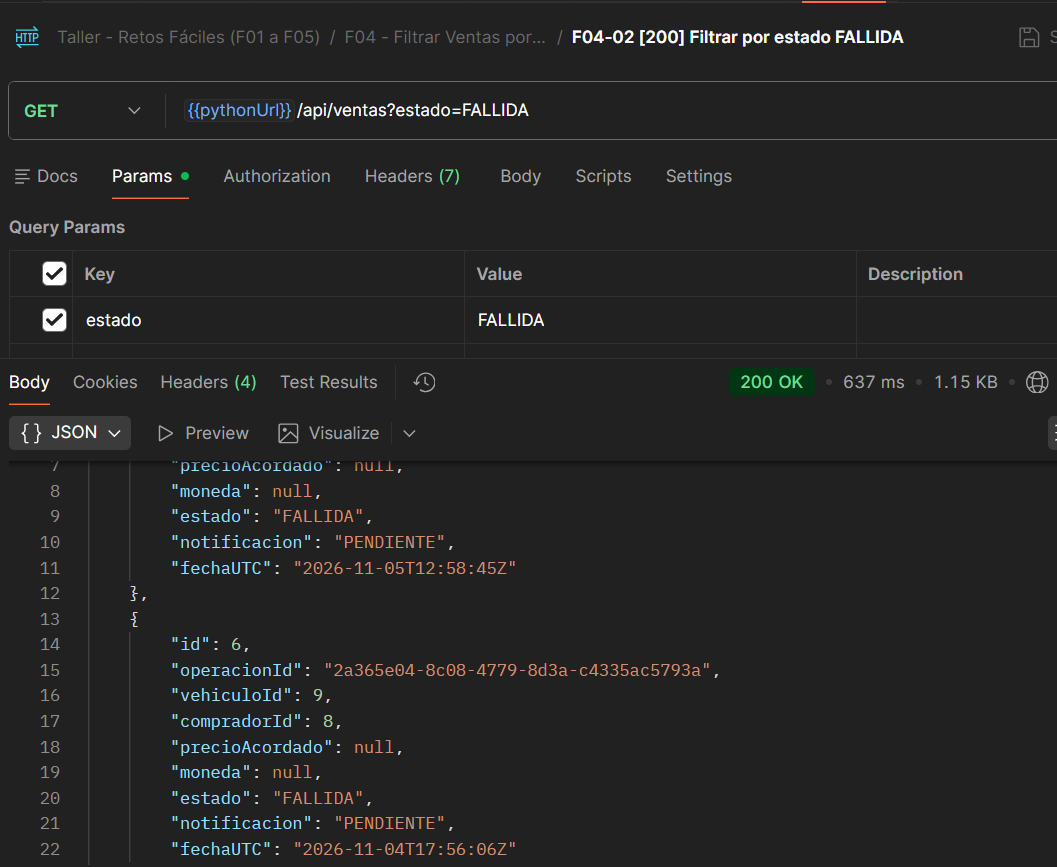 HTTP Taller - Retos Fáciles (F01 a F05) / F04 - Filtrar Ventas por... / F04-02 [200] Filtrar por estado FALLIDA
GET {{pythonUrl}} /api/ventas?estado=FALLIDA
Docs Params Authorization Headers (7) Body Scripts Settings
Query Params
Key Value Description
estado FALLIDA
Body Cookies Headers (4) Test Results 200 OK • 637 ms • 1.15 KB •
{} JSON Preview Visualize
7 "precioAcordado": null,
8 "moneda": null,
9 "estado": "FALLIDA",
10 "notificacion": "PENDIENTE",
11 "fechaUTC": "2026-11-05T12:58:45Z"
12 },
13 {
14 "id": 6,
15 "operacionId": "2a365e04-8c08-4779-8d3a-c4335ac5793a",
16 "vehiculoId": 9,
17 "compradorId": 8,
18 "precioAcordado": null,
19 "moneda": null,
20 "estado": "FALLIDA",
21 "notificacion": "PENDIENTE",
22 "fechaUTC": "2026-11-04T17:56:06Z"